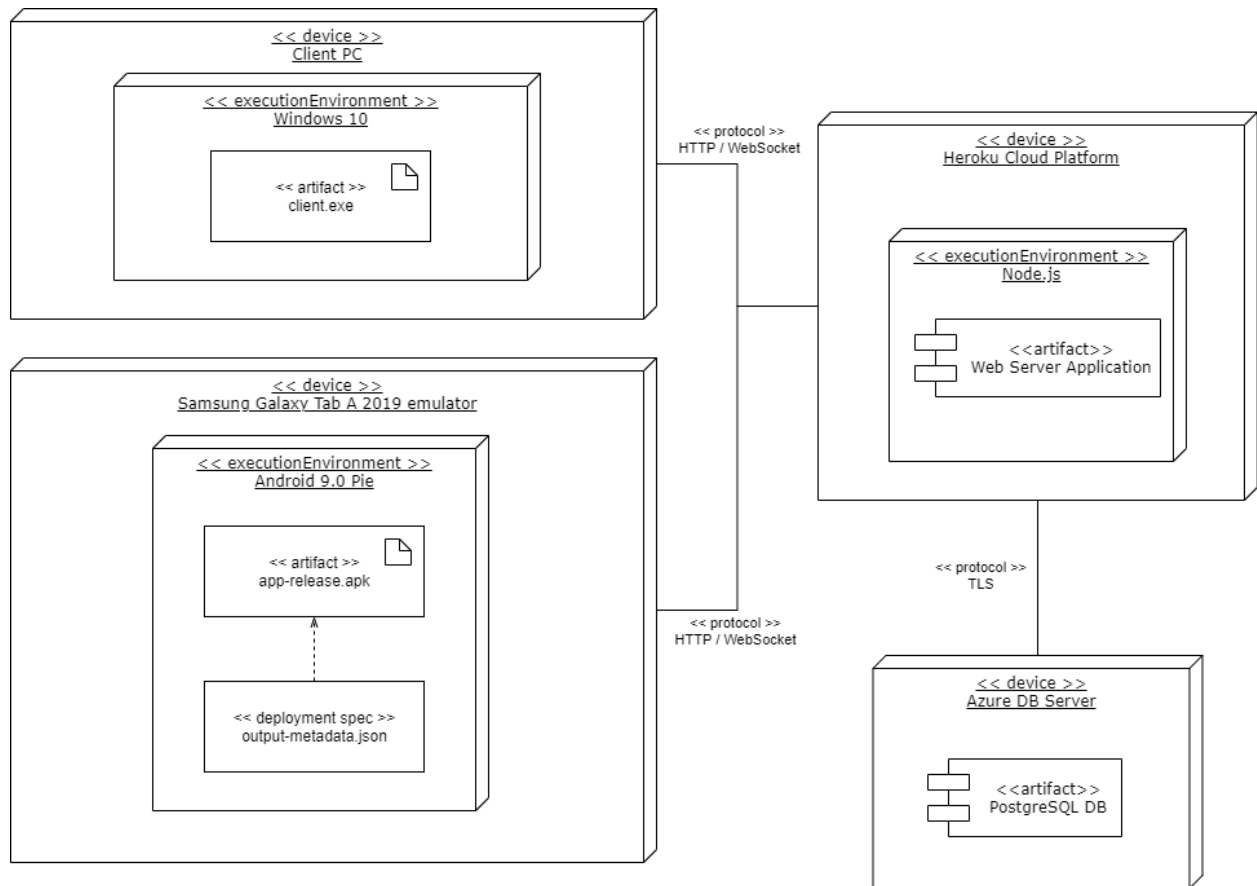 << device >>
Client PC
<< executionEnvironment >>
Windows 10
<< artifact >>
client.exe
<< protocol >>
HTTP / WebSocket
<< device >>
Heroku Cloud Platform
<< executionEnvironment >>
Node.js
<<artifact>>
Web Server Application
<< device >>
Samsung Galaxy Tab A 2019 emulator
<< executionEnvironment >>
Android 9.0 Pie
<< artifact >>
app-release.apk
<< deployment spec >>
output-metadata.json
<< protocol >>
HTTP / WebSocket
<< protocol >>
TLS
<< device >>
Azure DB Server
<<artifact>>
PostgreSQL DB